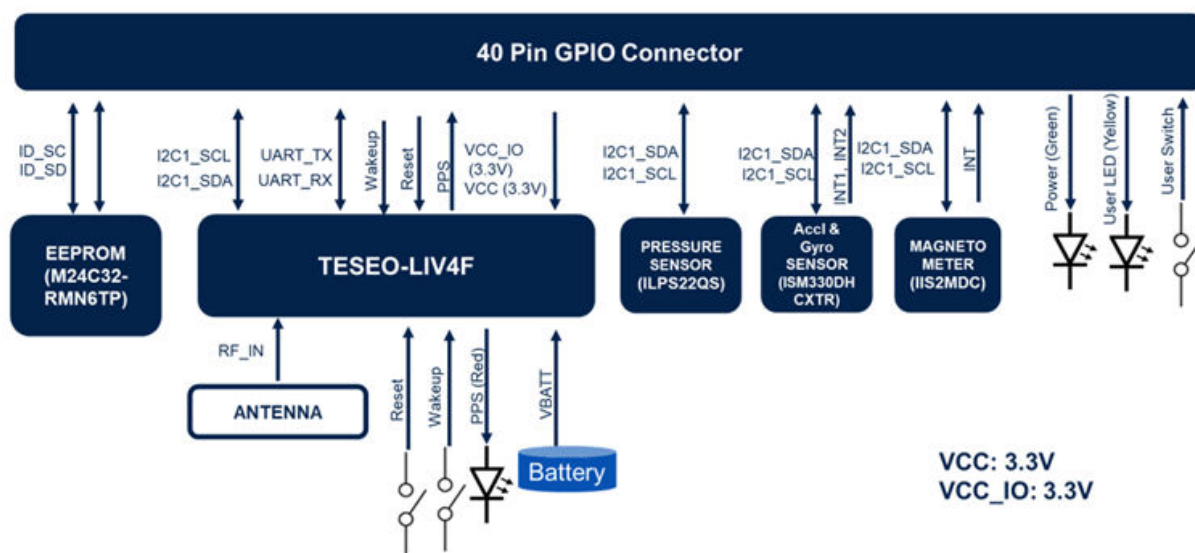 40 Pin GPIO Connector
ID_SC
ID_SD
I2C1_SCL
I2C1_SDA
UART_TX
UART_RX
Wakeup
Reset
PPS
VCC_IO
(3.3V)
VCC (3.3V)
I2C1_SDA
I2C1_SCL
I2C1_SDA
I2C1_SCL
INT1, INT2
I2C1_SDA
I2C1_SCL
INT
Power (Green)
User LED (Yellow)
User Switch
EEPROM
(M24C32-
RMN6TP)
TESEO-LIV4F
PRESSURE
SENSOR
(ILPS22QS)
Accl &
Gyro
SENSOR
(ISM330DH
CXTR)
MAGNETO
METER
(IIS2MDC)
RF_IN
ANTENNA
Reset
Wakeup
PPS (Red)
VBATT
Battery
VCC: 3.3V
VCC_IO: 3.3V